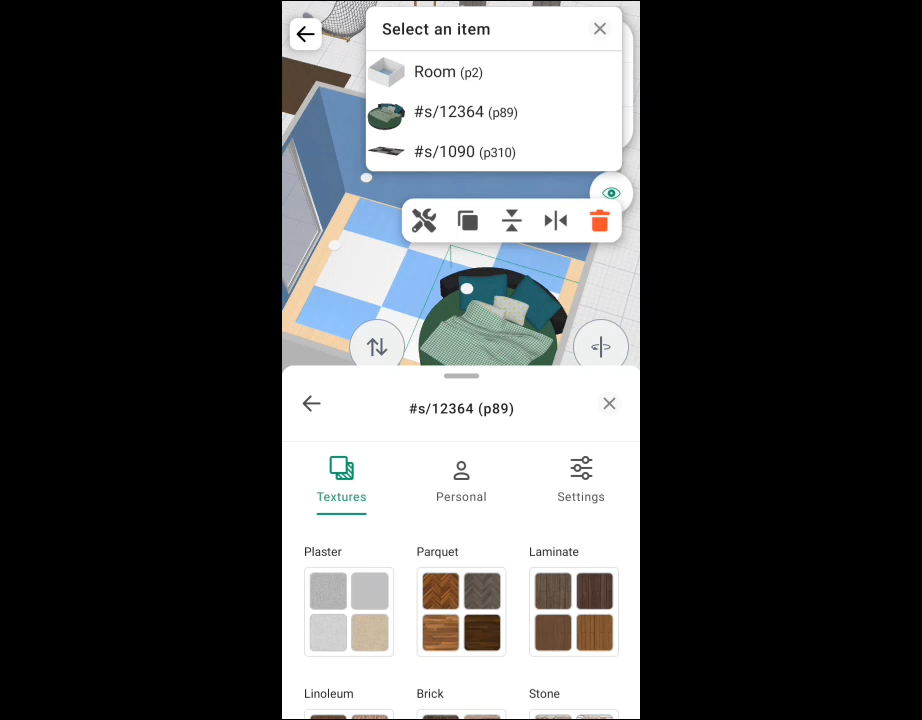 Select an item
Room (p2)
#s/12364 (p89)
#s/1090 (p310)
#s/12364 (p89)
Textures Personal Settings
Plaster Parquet Laminate
Linoleum Brick Stone